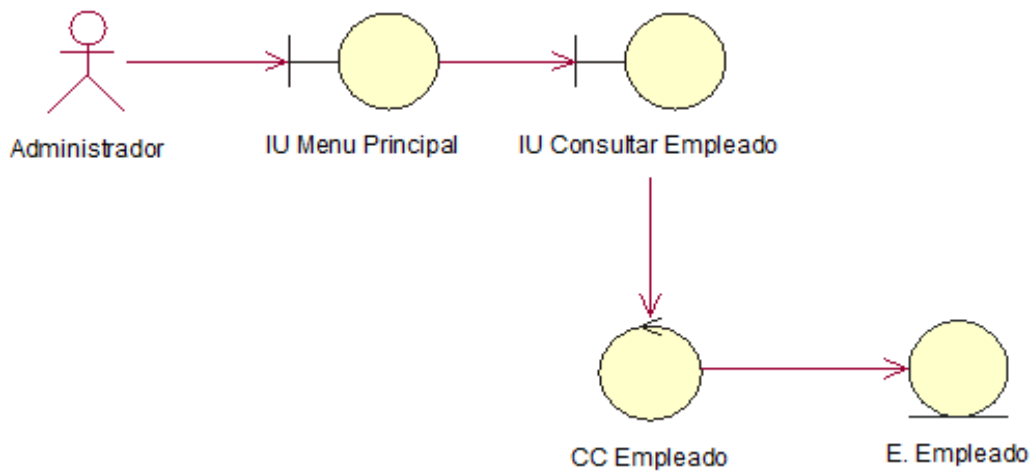 Administrador
IU Menu Principal
IU Consultar Empleado
CC Empleado
E. Empleado